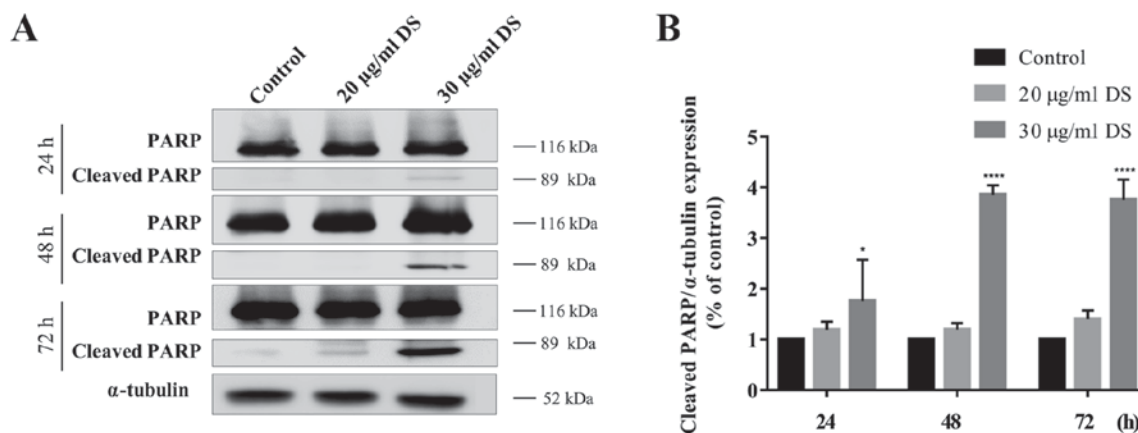 A
Control
20 μg/ml DS
30 μg/ml DS
24 h
PARP
116 kDa
Cleaved PARP
89 kDa
48 h
PARP
116 kDa
Cleaved PARP
89 kDa
72 h
PARP
116 kDa
Cleaved PARP
89 kDa
α-tubulin
52 kDa
B
Control
20 μg/ml DS
30 μg/ml DS
Cleaved PARP/α-tubulin expression
(% of control)
5
4
3
2
1
0
*
****
****
24
48
72 (h)